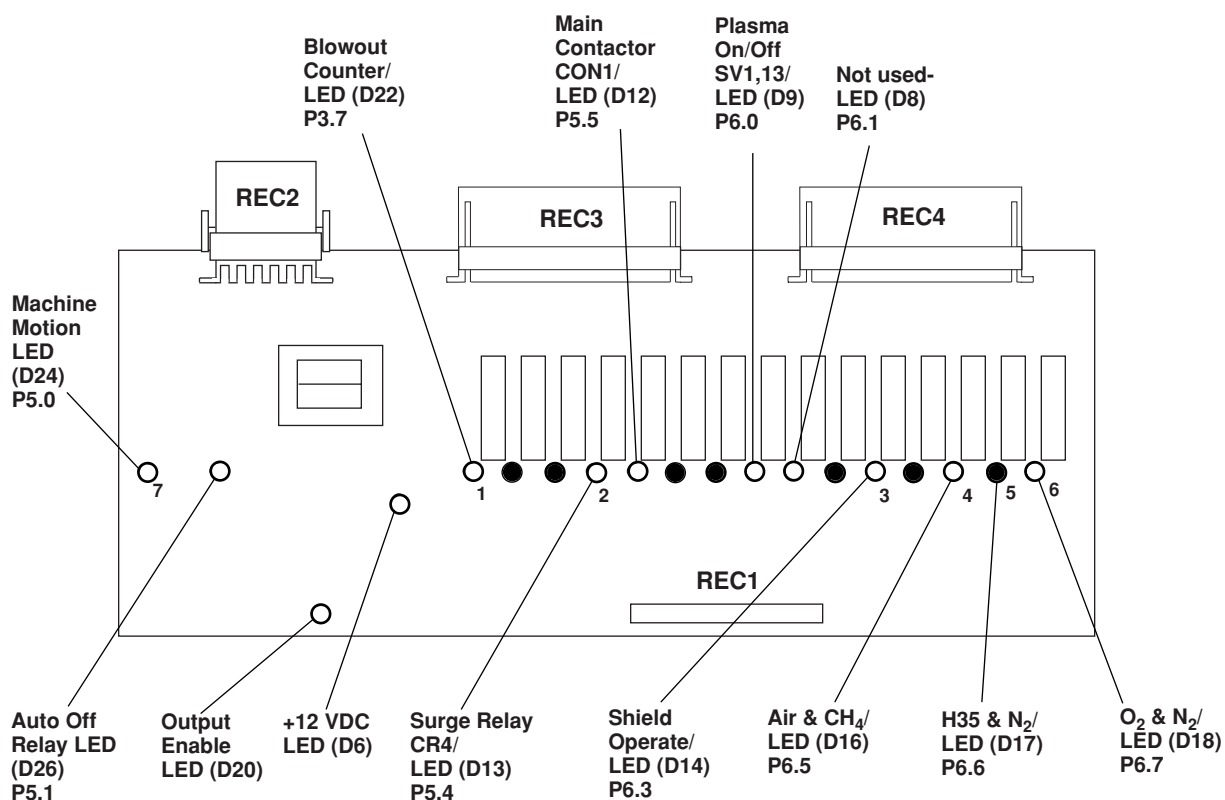 Blowout
Counter/
LED (D22)
P3.7
Main
Contactor
CON1/
LED (D12)
P5.5
Plasma
On/Off
SV1,13/
LED (D9)
P6.0
Not used-
LED (D8)
P6.1
REC2
REC3
REC4
Machine
Motion
LED
(D24)
P5.0
7
1
2
3
4
5
6
REC1
Auto Off
Relay LED
(D26)
P5.1
Output
Enable
LED (D20)
+12 VDC
LED (D6)
Surge Relay
CR4/
LED (D13)
P5.4
Shield
Operate/
LED (D14)
P6.3
Air & CH₄/
LED (D16)
P6.5
H35 & N₂/
LED (D17)
P6.6
O₂ & N₂/
LED (D18)
P6.7